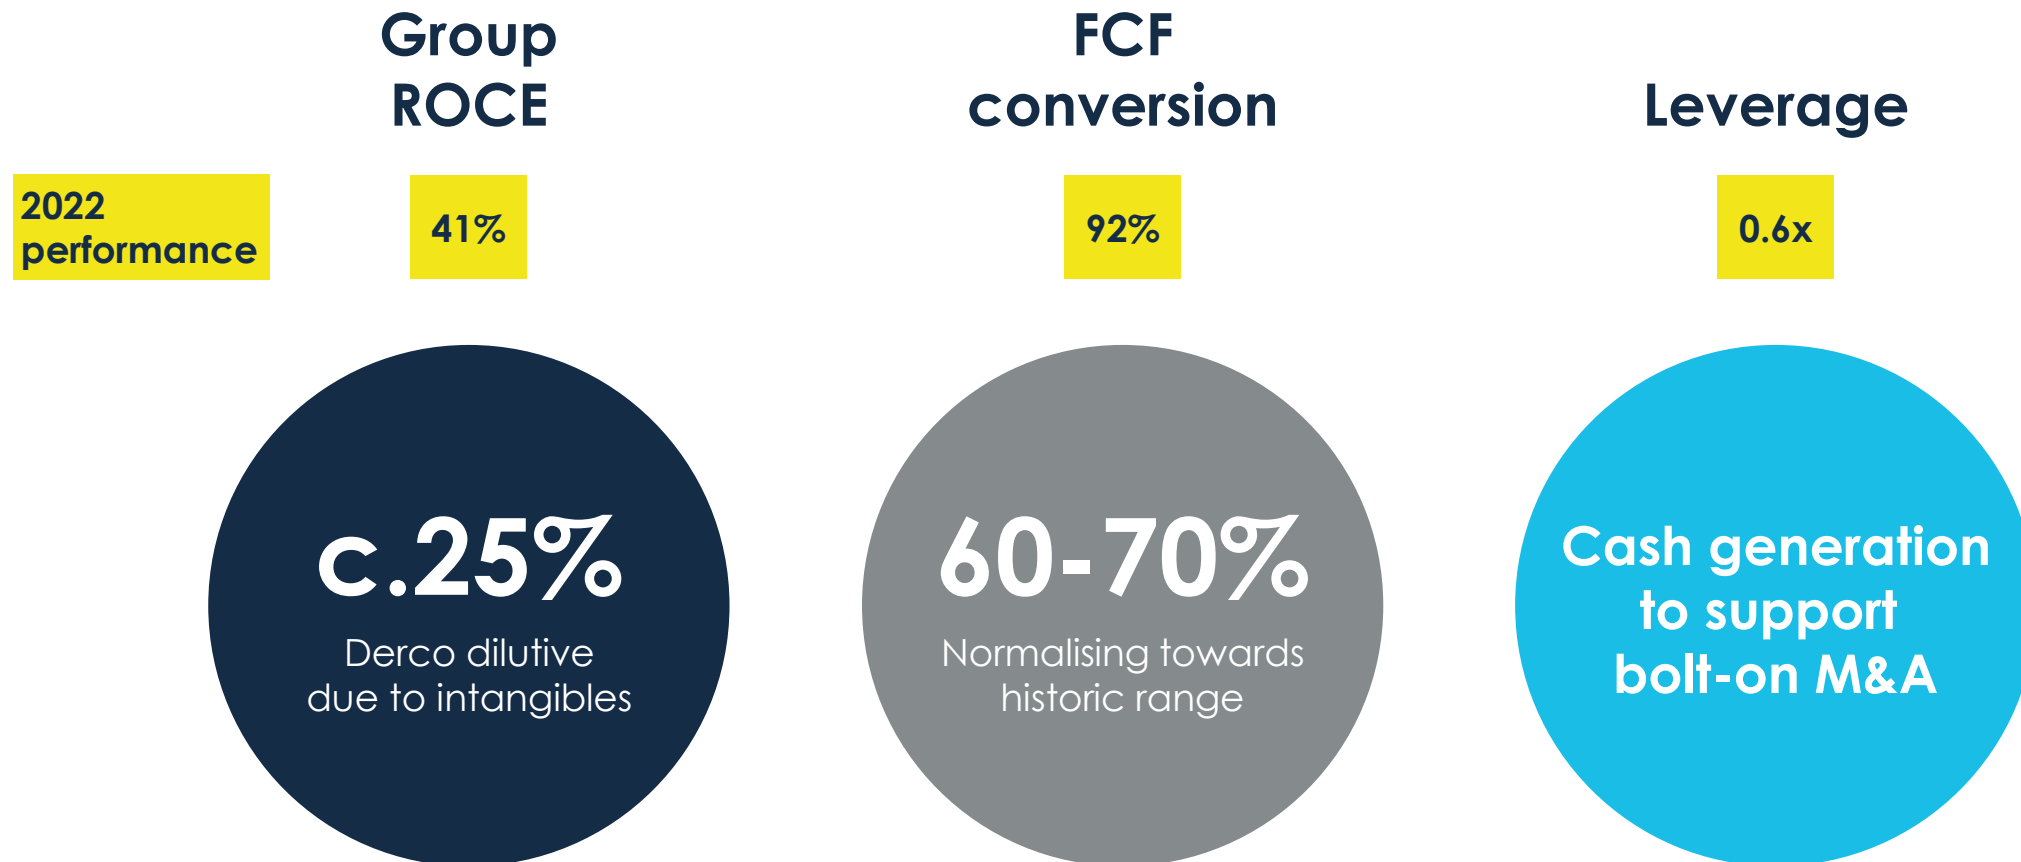 Group
ROCE
FCF
conversion
Leverage
2022
performance
41%
92%
0.6x
c.25%
Derco dilutive
due to intangibles
60-70%
Normalising towards
historic range
Cash generation
to support
bolt-on M&A